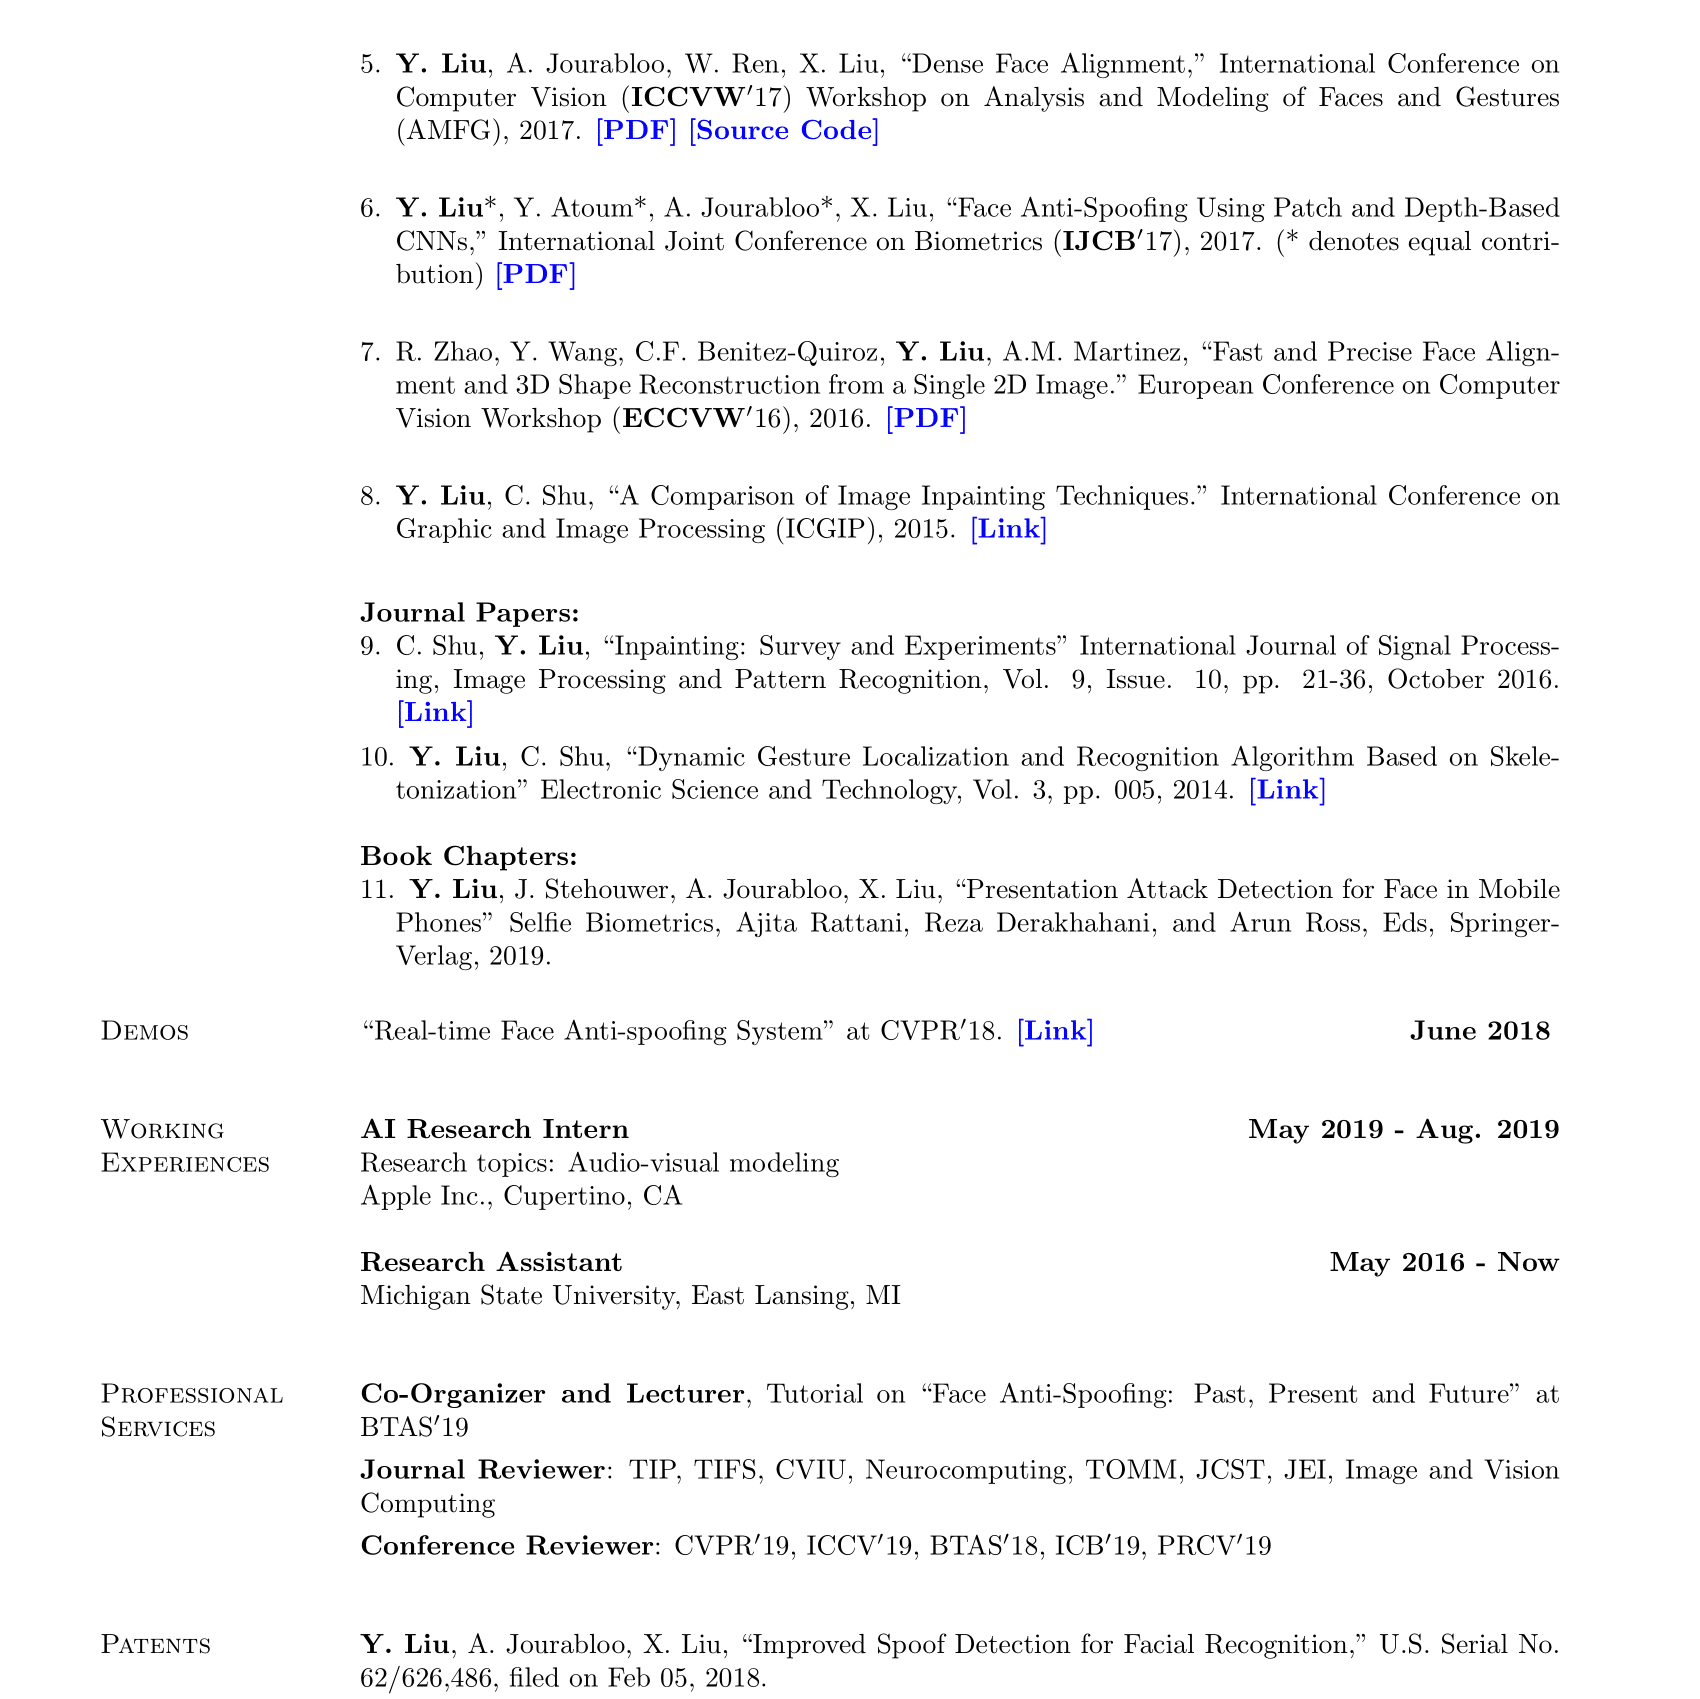 5. Y. Liu, A. Jourabloo, W. Ren, X. Liu, “Dense Face Alignment,” International Conference on
Computer Vision (ICCVW′17) Workshop on Analysis and Modeling of Faces and Gestures
(AMFG), 2017. [PDF] [Source Code]
6. Y. Liu*, Y. Atoum*, A. Jourabloo*, X. Liu, “Face Anti-Spoofing Using Patch and Depth-Based
CNNs,” International Joint Conference on Biometrics (IJCB′17), 2017. (* denotes equal contri-
bution) [PDF]
7. R. Zhao, Y. Wang, C.F. Benitez-Quiroz, Y. Liu, A.M. Martinez, “Fast and Precise Face Align-
ment and 3D Shape Reconstruction from a Single 2D Image.” European Conference on Computer
Vision Workshop (ECCVW′16), 2016. [PDF]
8. Y. Liu, C. Shu, “A Comparison of Image Inpainting Techniques.” International Conference on
Graphic and Image Processing (ICGIP), 2015. [Link]
Journal Papers:
9. C. Shu, Y. Liu, “Inpainting: Survey and Experiments” International Journal of Signal Process-
ing, Image Processing and Pattern Recognition, Vol. 9, Issue. 10, pp. 21-36, October 2016.
[Link]
10. Y. Liu, C. Shu, “Dynamic Gesture Localization and Recognition Algorithm Based on Skele-
tonization” Electronic Science and Technology, Vol. 3, pp. 005, 2014. [Link]
Book Chapters:
11. Y. Liu, J. Stehouwer, A. Jourabloo, X. Liu, “Presentation Attack Detection for Face in Mobile
Phones” Selfie Biometrics, Ajita Rattani, Reza Derakhahani, and Arun Ross, Eds, Springer-
Verlag, 2019.
Demos “Real-time Face Anti-spoofing System” at CVPR′18. [Link] June 2018
Working AI Research Intern May 2019 - Aug. 2019
Experiences Research topics: Audio-visual modeling
Apple Inc., Cupertino, CA
Research Assistant May 2016 - Now
Michigan State University, East Lansing, MI
Professional Co-Organizer and Lecturer, Tutorial on “Face Anti-Spoofing: Past, Present and Future” at
Services BTAS′19
Journal Reviewer: TIP, TIFS, CVIU, Neurocomputing, TOMM, JCST, JEI, Image and Vision
Computing
Conference Reviewer: CVPR′19, ICCV′19, BTAS′18, ICB′19, PRCV′19
Patents Y. Liu, A. Jourabloo, X. Liu, “Improved Spoof Detection for Facial Recognition,” U.S. Serial No.
62/626,486, filed on Feb 05, 2018.